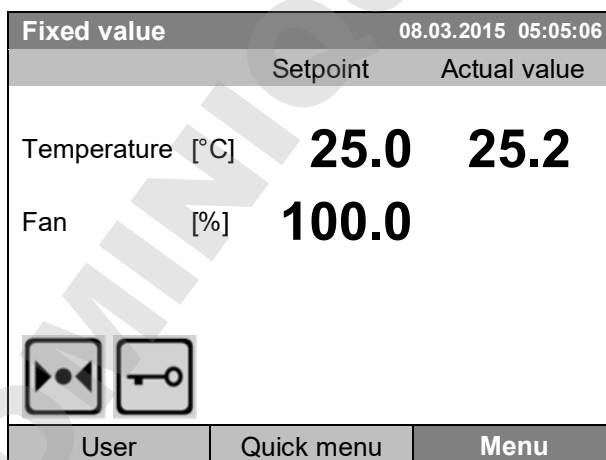 Fixed value 08.03.2015 05:05:06
Setpoint Actual value
Temperature [°C] 25.0 25.2
Fan [%] 100.0
User Quick menu Menu